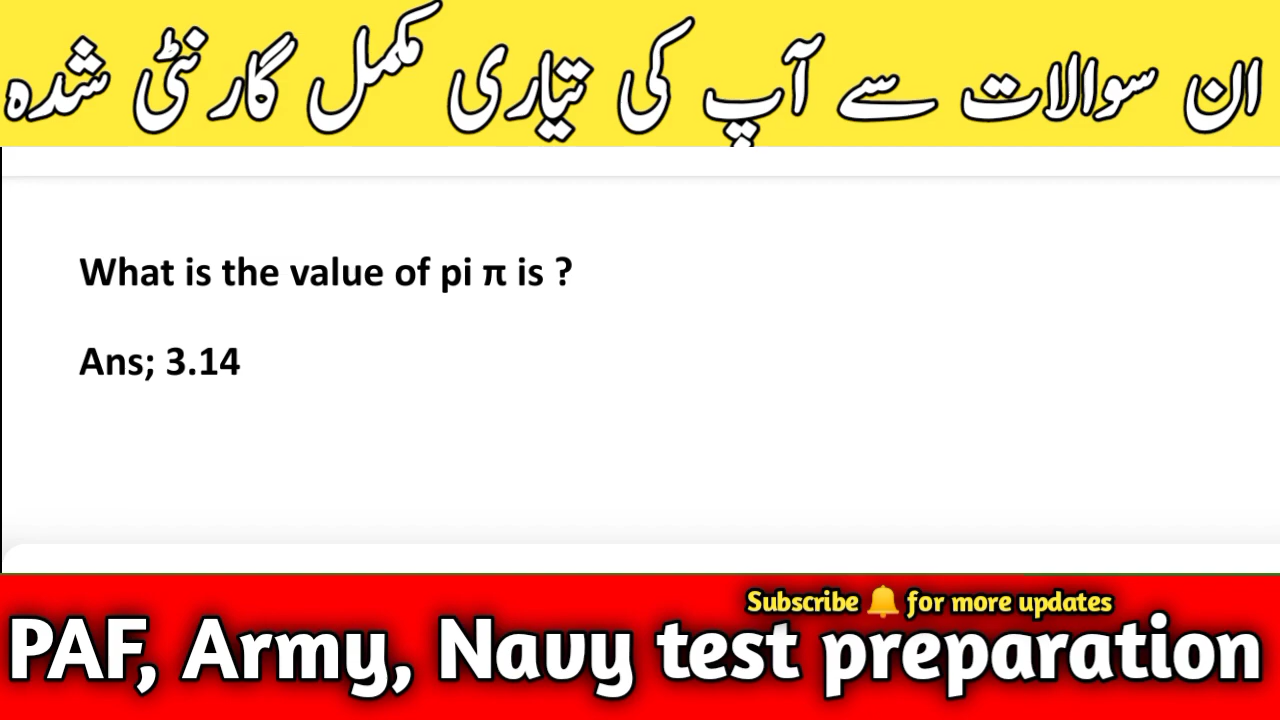 ان سوالات سے آپ کی تیاری مکمل گارنٹی شدہ
What is the value of pi π is ?
Ans; 3.14
Subscribe 🔔 for more updates
PAF, Army, Navy test preparation